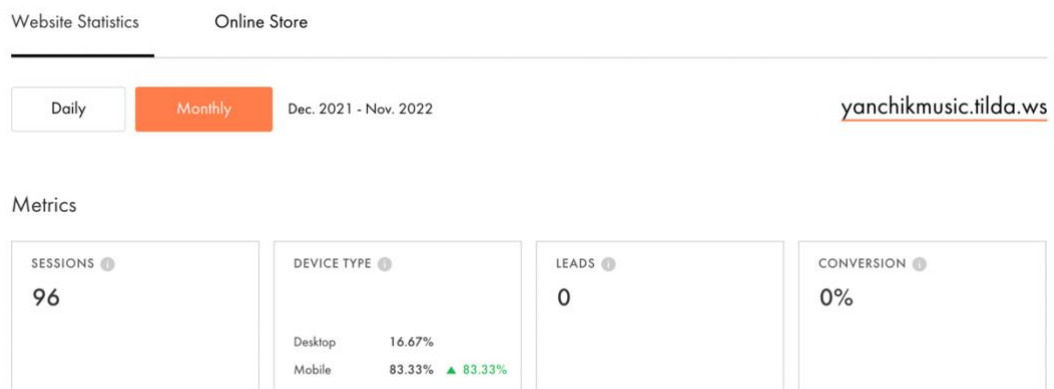 Website Statistics Online Store
Daily Monthly Dec. 2021 - Nov. 2022 yanchikmusic.tilda.ws
Metrics
SESSIONS DEVICE TYPE LEADS CONVERSION
96 0 0%
Desktop 16.67%
Mobile 83.33% ▲ 83.33%